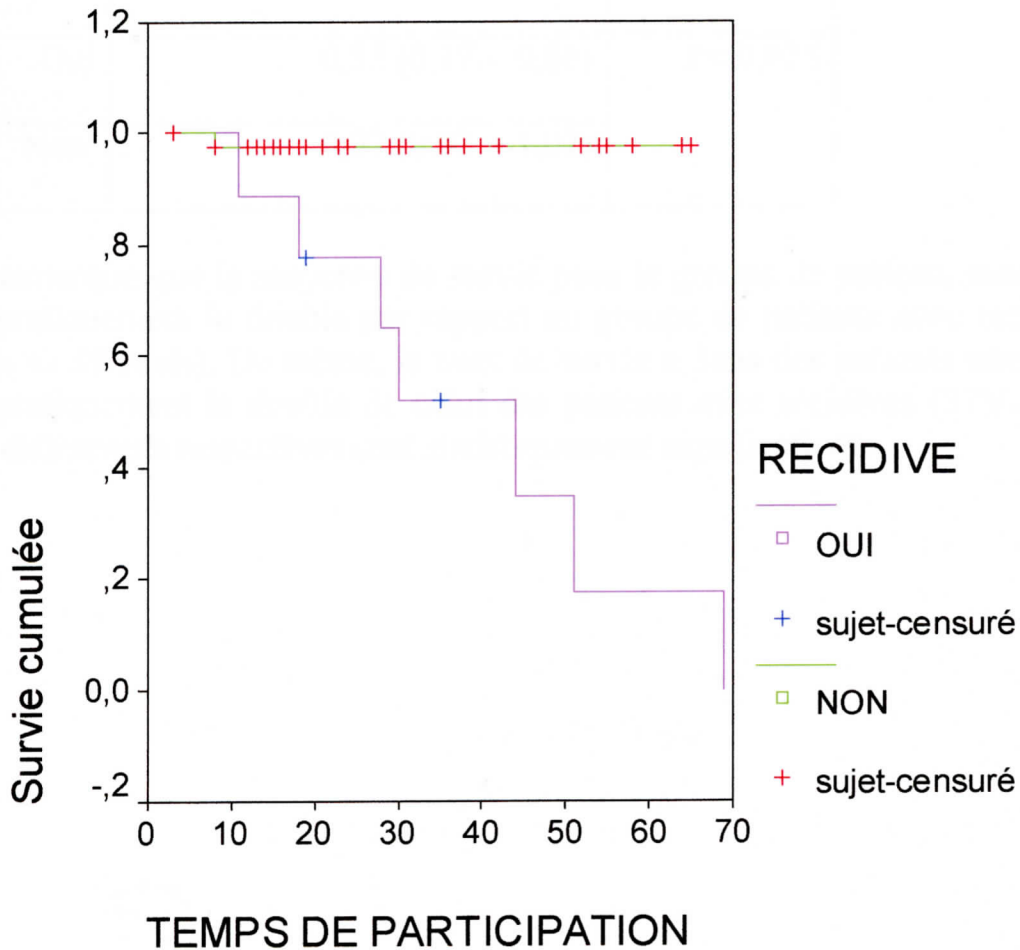 1,2
1,0
,8
,6
,4
,2
0,0
-,2
Survie cumulée
0 10 20 30 40 50 60 70
TEMPS DE PARTICIPATION
RECIDIVE
OUI
sujet-censuré
NON
sujet-censuré